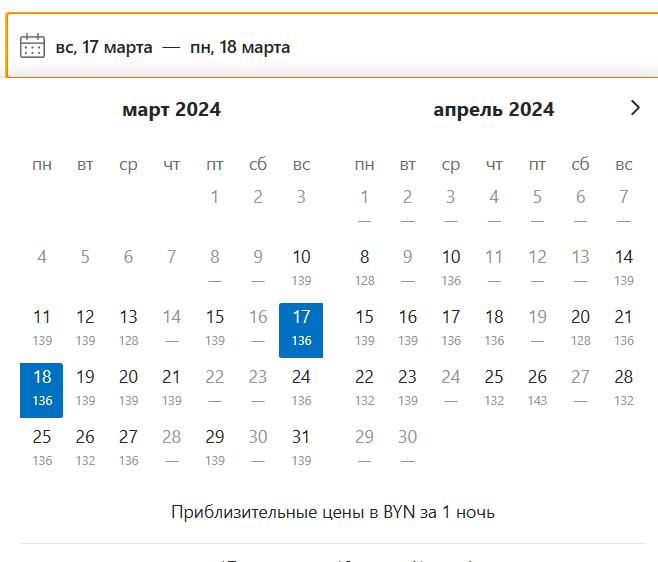 вс, 17 марта — пн, 18 марта
март 2024
пн вт ср чт пт сб вс
1 2 3
4 5 6 7 8 9 10
— — 139
11 12 13 14 15 16 17
139 139 128 — 139 — 136
18 19 20 21 22 23 24
136 139 139 139 — — 136
25 26 27 28 29 30 31
136 132 136 — 139 — 139
апрель 2024
пн вт ср чт пт сб вс
1 2 3 4 5 6 7
— — — — — — —
8 9 10 11 12 13 14
128 — 136 — — — 139
15 16 17 18 19 20 21
139 139 136 136 — 128 136
22 23 24 25 26 27 28
132 139 — 132 143 — 132
29 30
— —
Приблизительные цены в BYN за 1 ночь